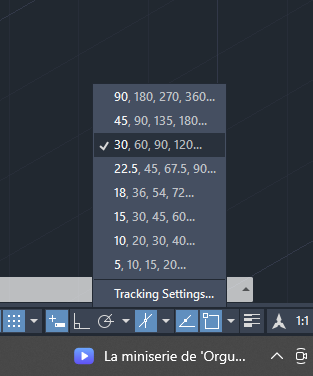 90, 180, 270, 360...
45, 90, 135, 180...
30, 60, 90, 120...
22.5, 45, 67.5, 90...
18, 36, 54, 72...
15, 30, 45, 60...
10, 20, 30, 40...
5, 10, 15, 20...
Tracking Settings...
1:1
La miniserie de 'Orgu...